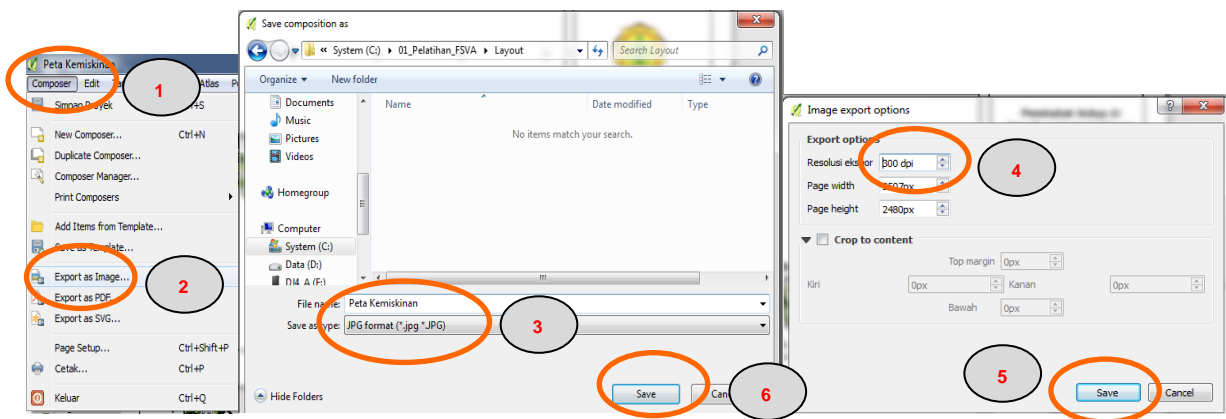 Peta Kemiskinan
Composer Edit Atlas
1
Simpan Proyek Ctrl+S
New Composer... Ctrl+N
Duplicate Composer...
Composer Manager...
Print Composers
Add Items from Template...
Save as Template...
Export as Image...
2
Export as PDF...
Export as SVG...
Page Setup... Ctrl+Shift+P
Cetak... Ctrl+P
Keluar Ctrl+Q
Save composition as
« System (C:) 01_Pelatihan_FSVA Layout
Search Layout
Organize New folder
Documents
Music
Pictures
Videos
Homegroup
Computer
System (C:)
Data (D:)
DJ4_A (E:)
Name Date modified Type
No items match your search.
File name: Peta Kemiskinan
Save as type: JPG format (*.jpg *.JPG)
3
Hide Folders
Save
6
Image export options
Export options
Resolusi ekspor 300 dpi
4
Page width
Page height 2480px
Crop to content
Top margin 0px
Kiri 0px Kanan 0px
Bawah 0px
5
Save Cancel